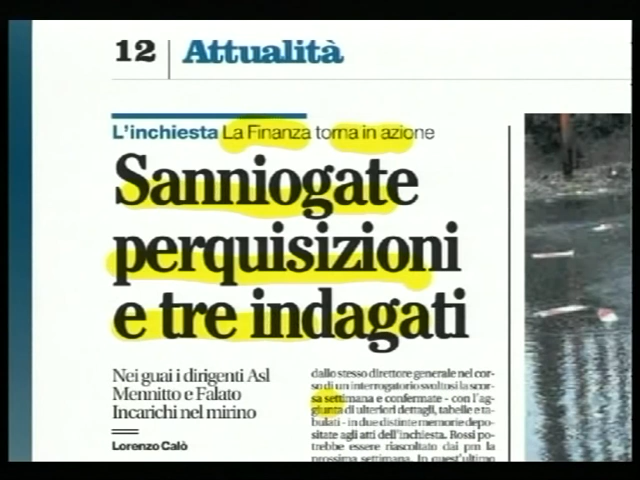 12 Attualità
L'inchiesta La Finanza torna in azione
Sanniogate
perquisizioni
e tre indagati
Nei guai i dirigenti Asl
Mennitto e Falato
Incarichi nel mirino
Lorenzo Calò
dallo stesso direttore generale nel cor-
so di un interrogatorio svoltosi la scor-
sa settimana e confermate - con l'ag-
giunta di ulteriori dettagli, tabelle e ta-
bulati - in due distinte memorie depo-
sitate agli atti dell'inchiesta. Rossi po-
trebbe essere riascoltato dai pm la
prossima settimana. In quest'ultimo